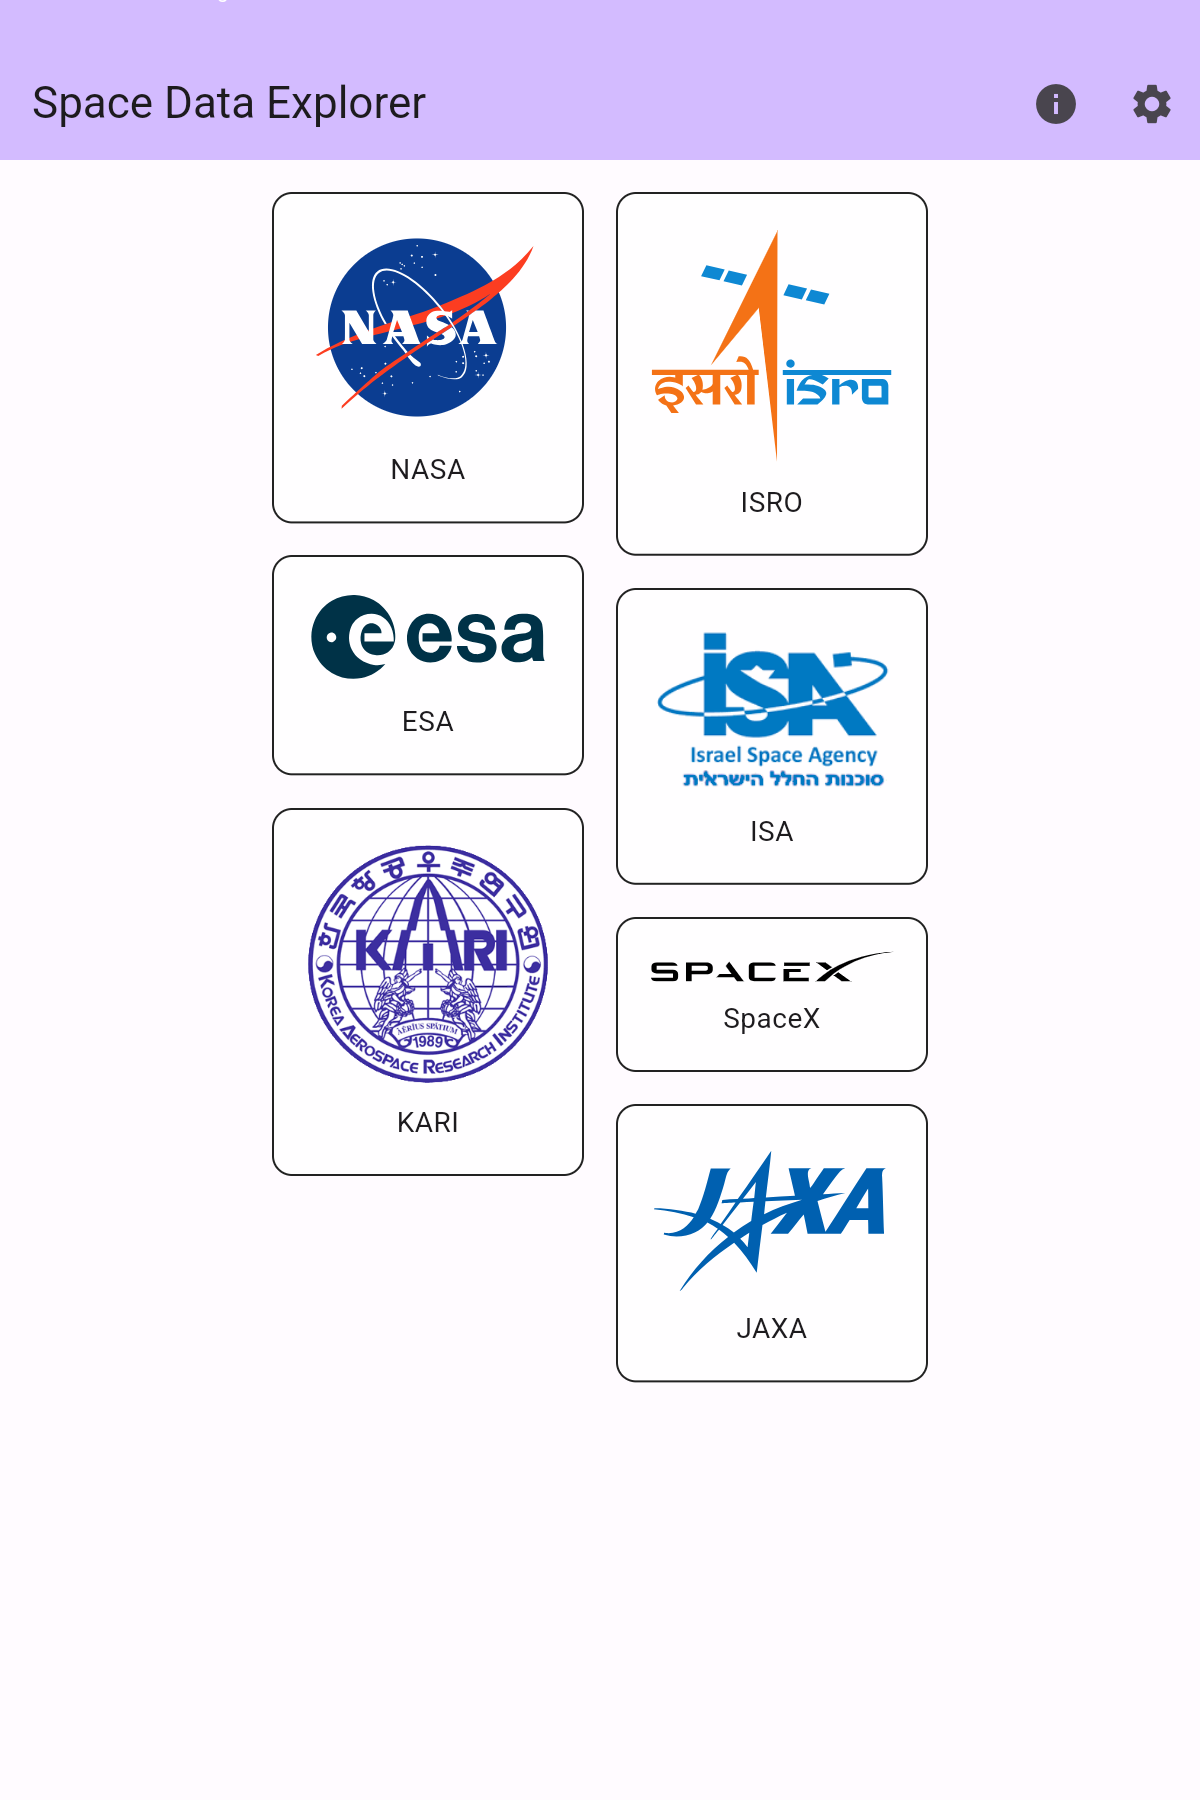 Space Data Explorer
NASA
NASA
इसरो isro
ISRO
esa
ESA
ISA
Israel Space Agency
סוכנות החלל הישראלית
ISA
한국항공우주연구원
KARI
AËRIUS SPATIUM
1989
KOREA AEROSPACE RESEARCH INSTITUTE
KARI
SPACEX
SpaceX
JAXA
JAXA